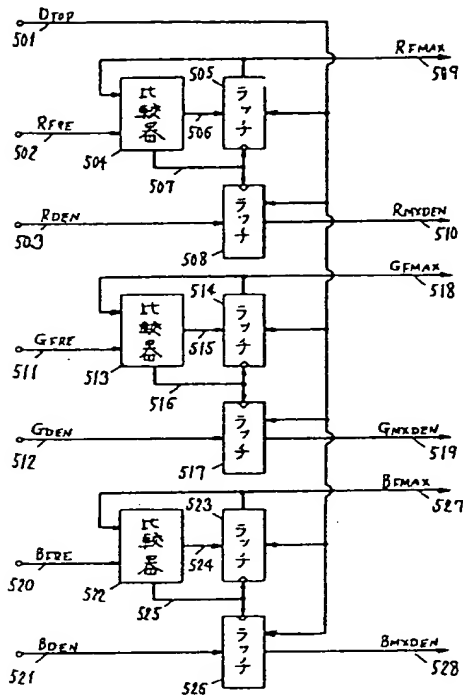 DTOP
501
505
RFMAX
509
比較器
ラッチ
RFRE
506
502
504
507
ラッチ
RDEN
RMXDEN
503
508
510
GFMAX
514
518
比較器
ラッチ
GFRE
515
511
513
516
ラッチ
GDEN
GMXDEN
512
517
519
BFMAX
523
527
比較器
ラッチ
BFRE
524
520
522
525
ラッチ
BDEN
BMXDEN
521
526
528